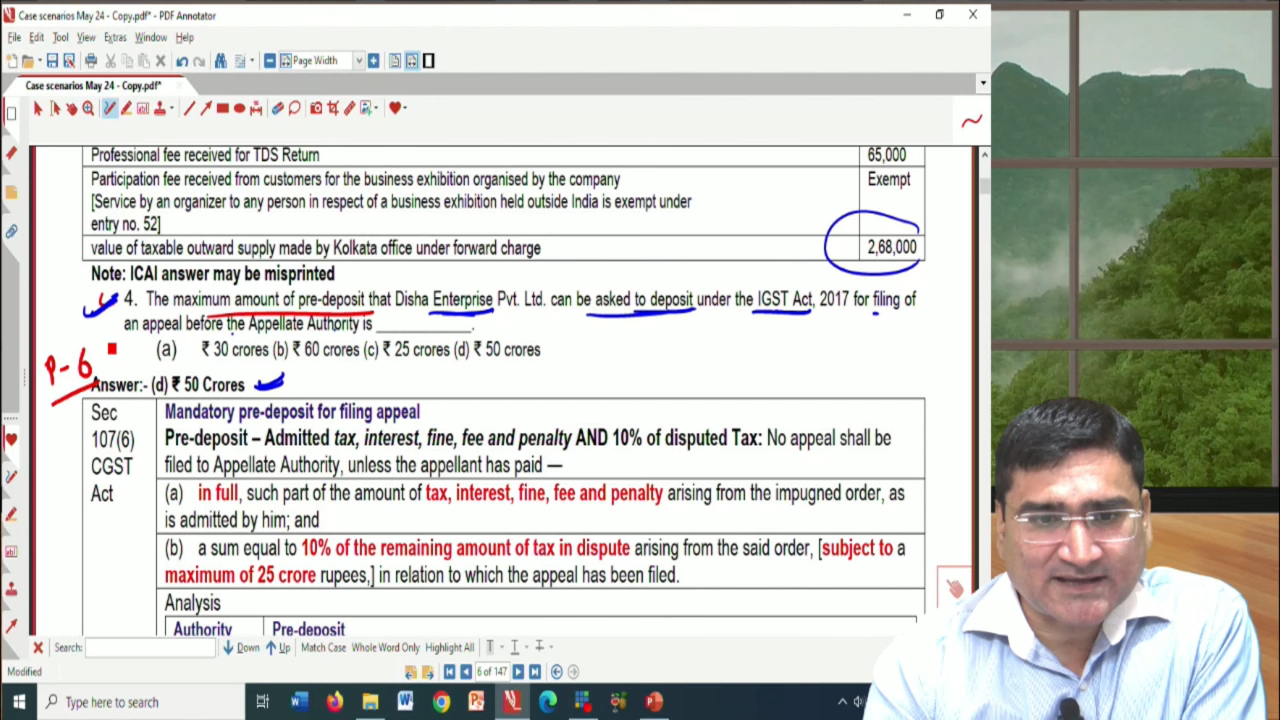 Case scenarios May 24 - Copy.pdf* - PDF Annotator
File Edit Tool View Extras Window Help
Page Width
Case scenarios May 24 - Copy.pdf*
Professional fee received for TDS Return 65,000
Participation fee received from customers for the business exhibition organised by the company Exempt
[Service by an organizer to any person in respect of a business exhibition held outside India is exempt under
entry no. 52]
value of taxable outward supply made by Kolkata office under forward charge 2,68,000
Note: ICAI answer may be misprinted
4. The maximum amount of pre-deposit that Disha Enterprise Pvt. Ltd. can be asked to deposit under the IGST Act, 2017 for filing of
an appeal before the Appellate Authority is ____________.
(a) ₹ 30 crores (b) ₹ 60 crores (c) ₹ 25 crores (d) ₹ 50 crores
P-6
Answer:- (d) ₹ 50 Crores
Sec Mandatory pre-deposit for filing appeal
107(6) Pre-deposit – Admitted tax, interest, fine, fee and penalty AND 10% of disputed Tax: No appeal shall be
CGST filed to Appellate Authority, unless the appellant has paid —
Act (a) in full, such part of the amount of tax, interest, fine, fee and penalty arising from the impugned order, as
is admitted by him; and
(b) a sum equal to 10% of the remaining amount of tax in dispute arising from the said order, [subject to a
maximum of 25 crore rupees,] in relation to which the appeal has been filed.
Analysis
Authority Pre-deposit
Search: Down Up Match Case Whole Word Only Highlight All
Modified 6 of 147
Type here to search